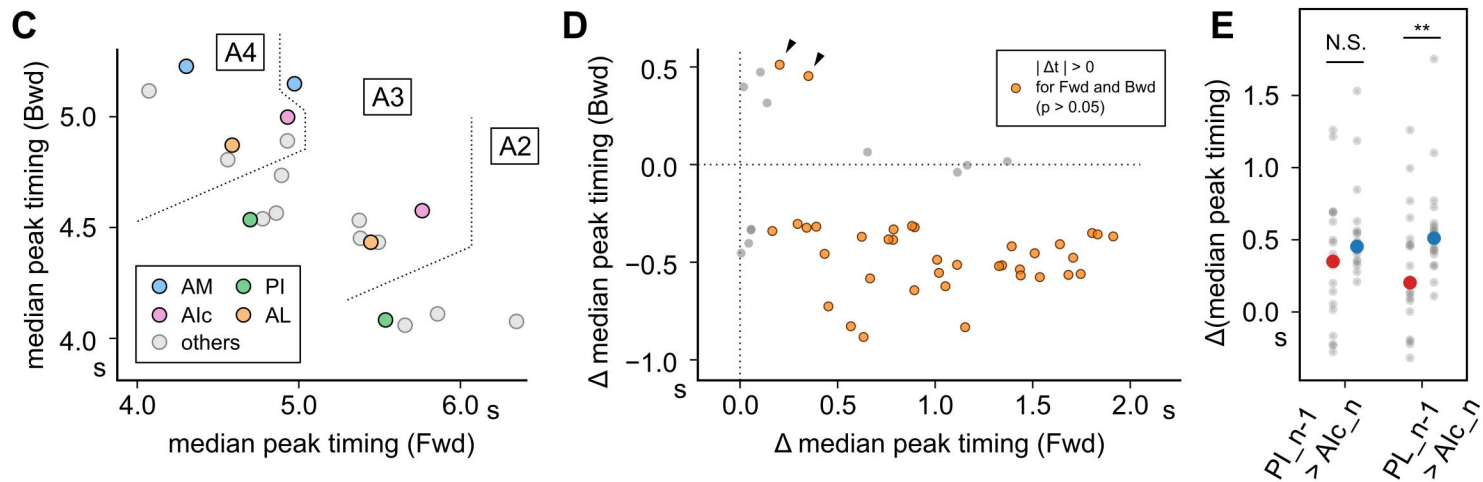 C
A4
A3
A2
median peak timing (Bwd)
5.0
4.5
4.0
s
AM
PI
AIc
AL
others
4.0
5.0
6.0
s
median peak timing (Fwd)
D
Δ median peak timing (Bwd)
0.5
0.0
−0.5
−1.0
| Δt | > 0
for Fwd and Bwd
(p > 0.05)
0.0
0.5
1.0
1.5
2.0
s
Δ median peak timing (Fwd)
E
N.S.
**
Δ(median peak timing)
1.5
1.0
0.5
0.0
s
PI_n-1
> AIc_n
PL_n-1
> AIc_n